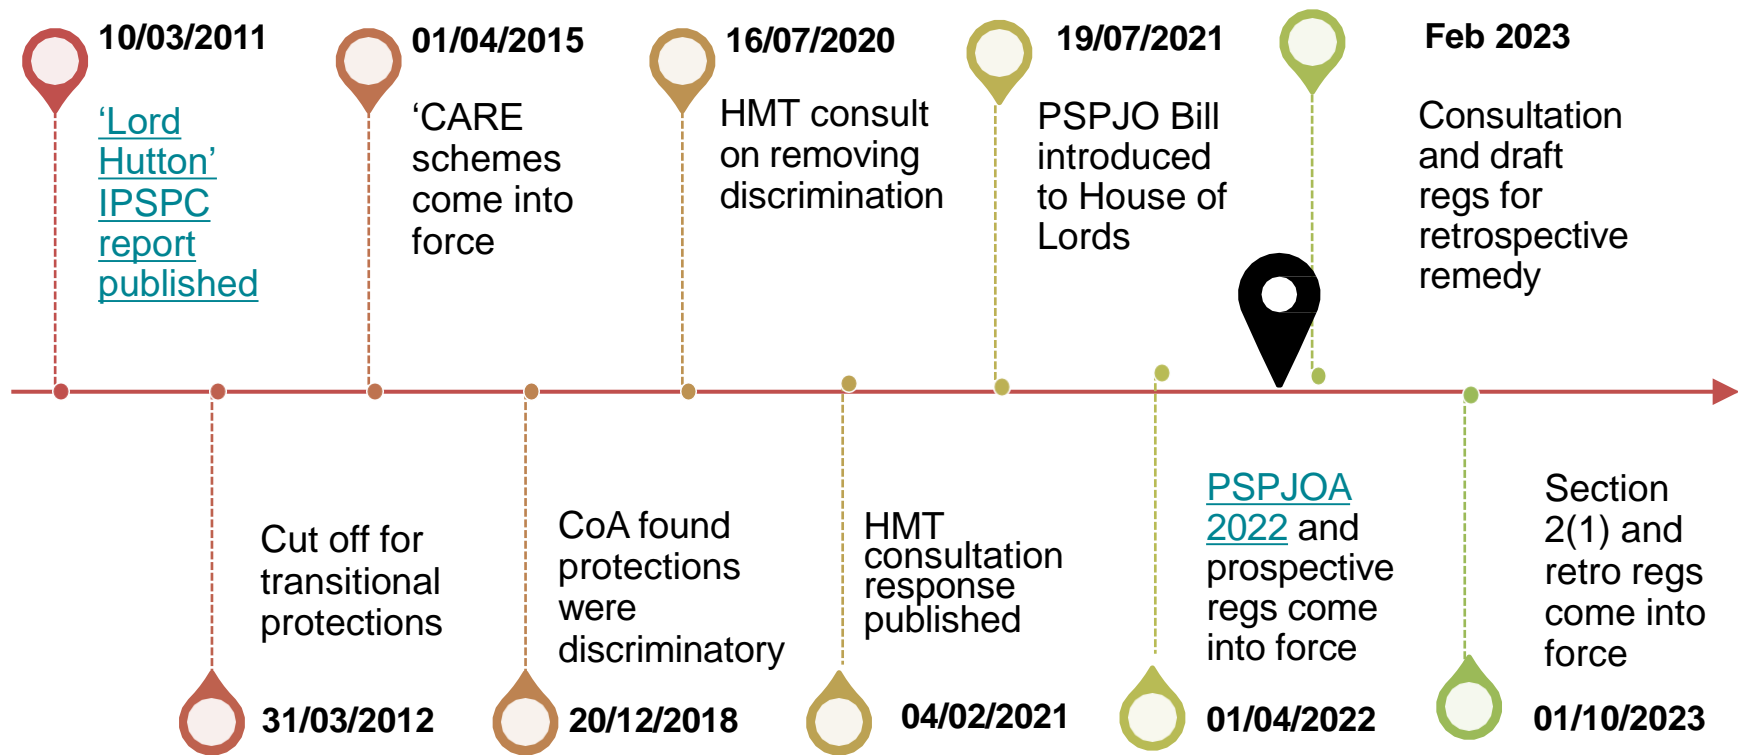 10/03/2011
‘Lord
Hutton’
IPSPC
report
published
01/04/2015
‘CARE
schemes
come into
force
16/07/2020
HMT consult
on removing
discrimination
19/07/2021
PSPJO Bill
introduced
to House of
Lords
Feb 2023
Consultation
and draft
regs for
retrospective
remedy
Cut off for
transitional
protections
31/03/2012
CoA found
protections
were
discriminatory
20/12/2018
HMT
consultation
response
published
04/02/2021
PSPJOA
2022 and
prospective
regs come
into force
01/04/2022
Section
2(1) and
retro regs
come into
force
01/10/2023